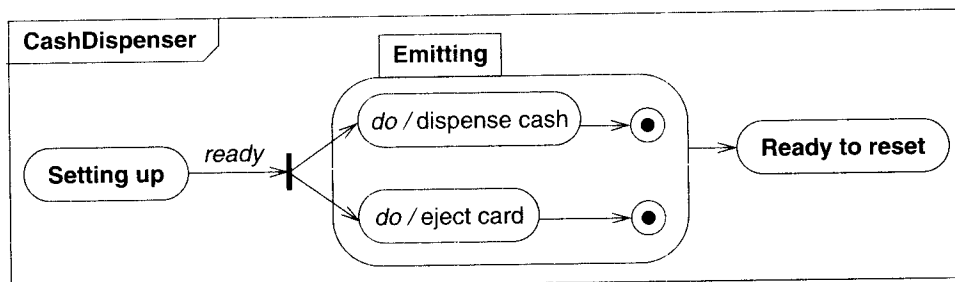 CashDispenser
Emitting
do / dispense cash
ready
Setting up
Ready to reset
do / eject card